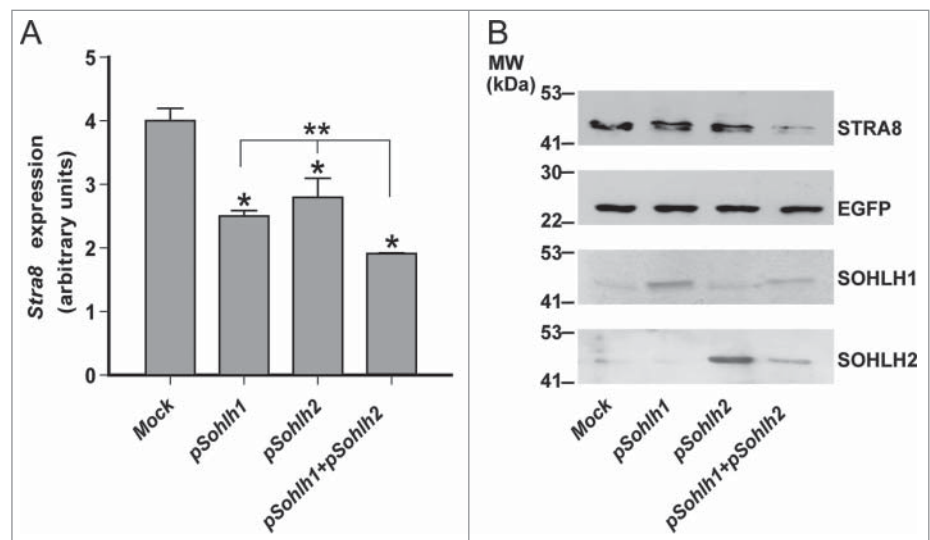 A
Stra8 expression
(arbitrary units)
5
4
3
2
1
0
**
*
*
*
Mock
pSohlh1
pSohlh2
pSohlh1+pSohlh2
B
MW
(kDa)
53
41
STRA8
30
22
EGFP
53
41
SOHLH1
53
41
SOHLH2
Mock
pSohlh1
pSohlh2
pSohlh1+pSohlh2